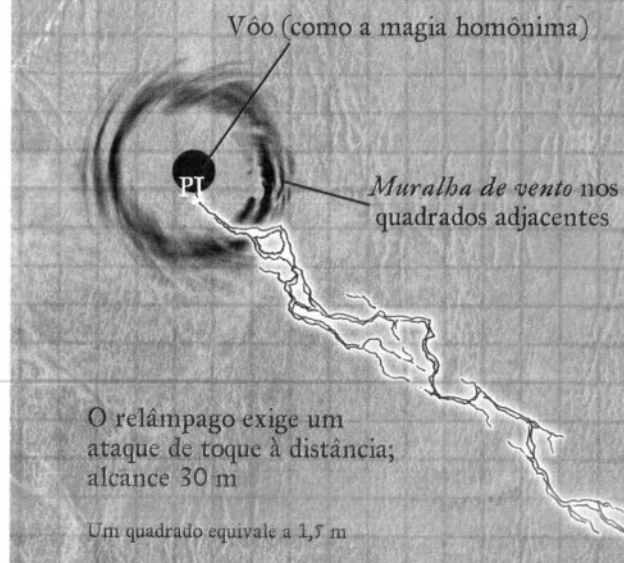 Vôo (como a magia homônima)
PJ
Muralha de vento nos
quadrados adjacentes
O relâmpago exige um
ataque de toque à distância;
alcance 30 m
Um quadrado equivale a 1,5 m